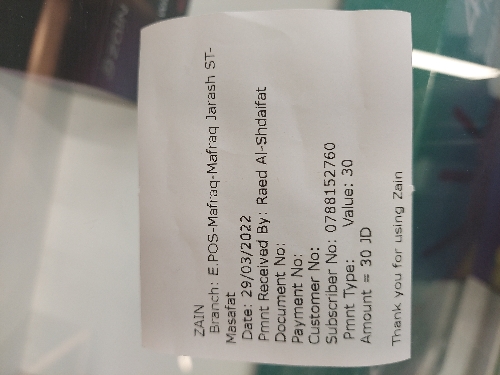 ZAIN
Branch: E.POS-Mafraq-Mafraq Jarash ST-
Masafat
Date: 29/03/2022
Pmnt Received By: Raed Al-Shdaifat
Document No:
Payment No:
Customer No:
Subscriber No: 0788152760
Pmnt Type: Value: 30
Amount = 30 JD
Thank you for using Zain